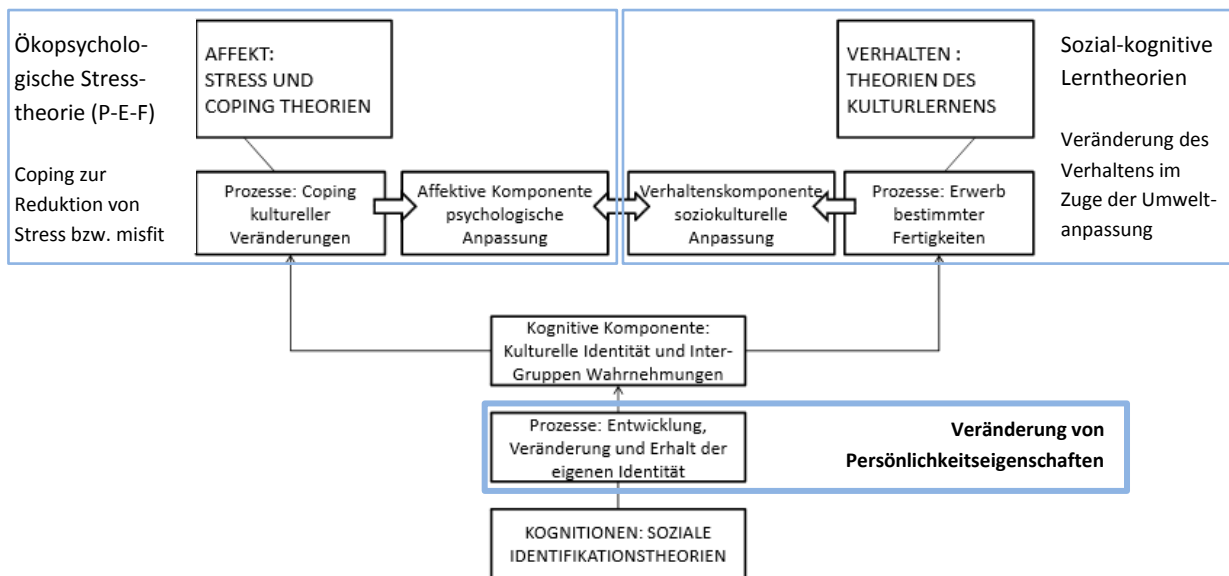 Ökopsycholo-
gische Stress-
theorie (P-E-F)
Coping zur
Reduktion von
Stress bzw. misfit
AFFEKT:
STRESS UND
COPING THEORIEN
Prozesse: Coping
kultureller
Veränderungen
Affektive Komponente
psychologische
Anpassung
VERHALTEN :
THEORIEN DES
KULTURLERNENS
Verhaltenskomponente
soziokulturelle
Anpassung
Prozesse: Erwerb
bestimmter
Fertigkeiten
Sozial-kognitive
Lerntheorien
Veränderung des
Verhaltens im
Zuge der Umwelt-
anpassung
Kognitive Komponente:
Kulturelle Identität und Inter-
Gruppen Wahrnehmungen
Prozesse: Entwicklung,
Veränderung und Erhalt der
eigenen Identität
Veränderung von
Persönlichkeitseigenschaften
KOGNITIONEN: SOZIALE
IDENTIFIKATIONSTHEORIEN